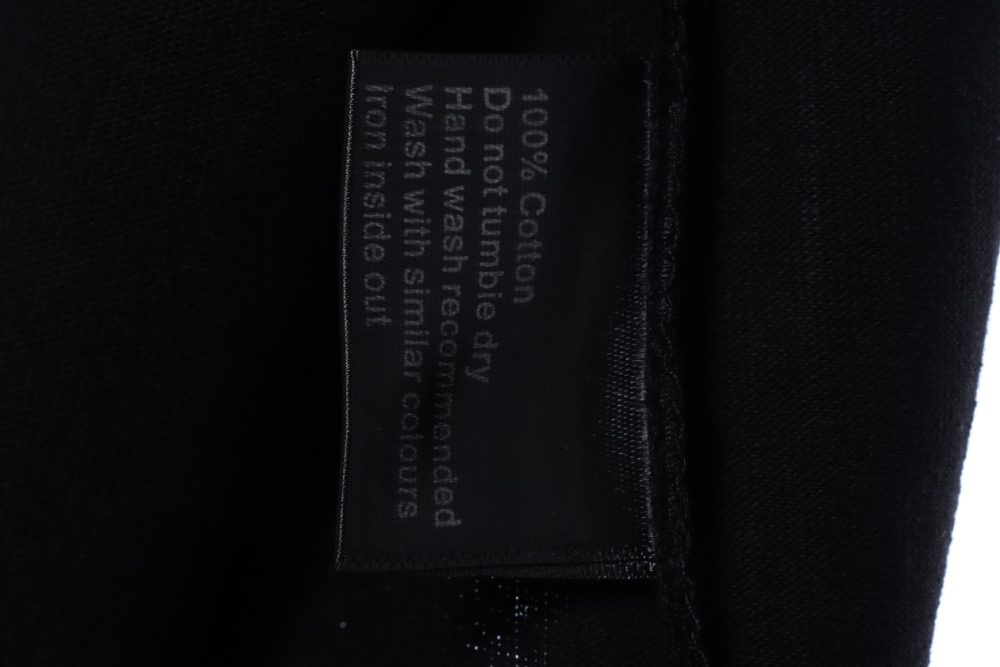 100% Cotton
Do not tumble dry
Hand wash recommended
Wash with similar colours
Iron inside out